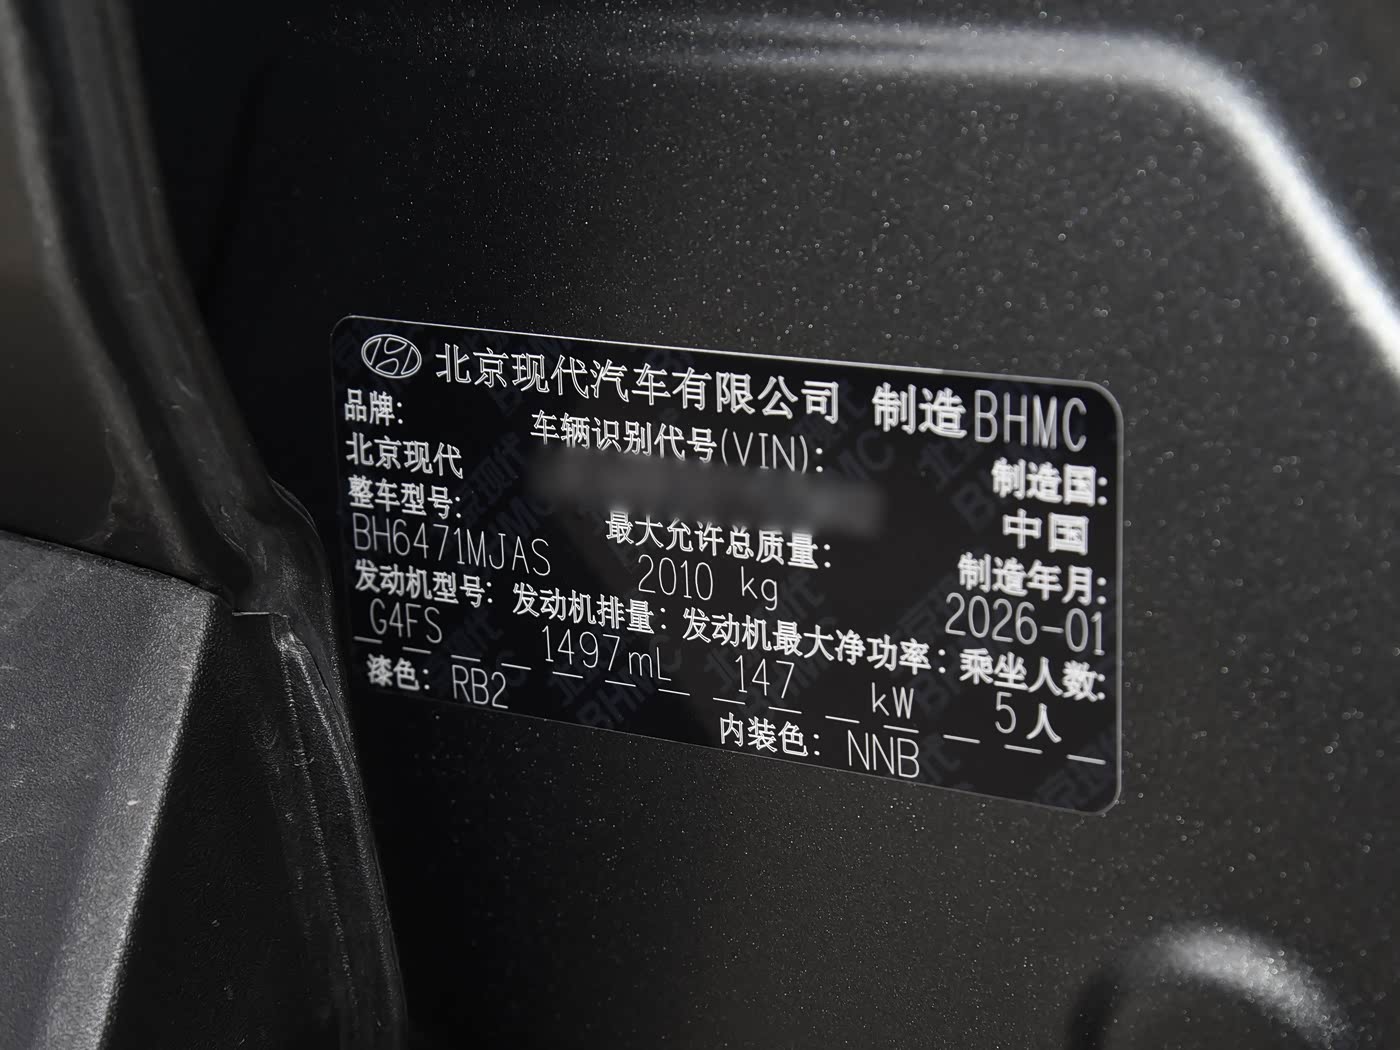 北京现代汽车有限公司 制造BHMC
品牌: 车辆识别代号(VIN): 制造国:
北京现代 中国
整车型号: 最大允许总质量: 制造年月:
BH6471MJAS 2010 kg 2026-01
发动机型号: 发动机排量: 发动机最大净功率: 乘坐人数:
G4FS 1497mL 147 kW 5人
漆色: RB2 内装色: NNB